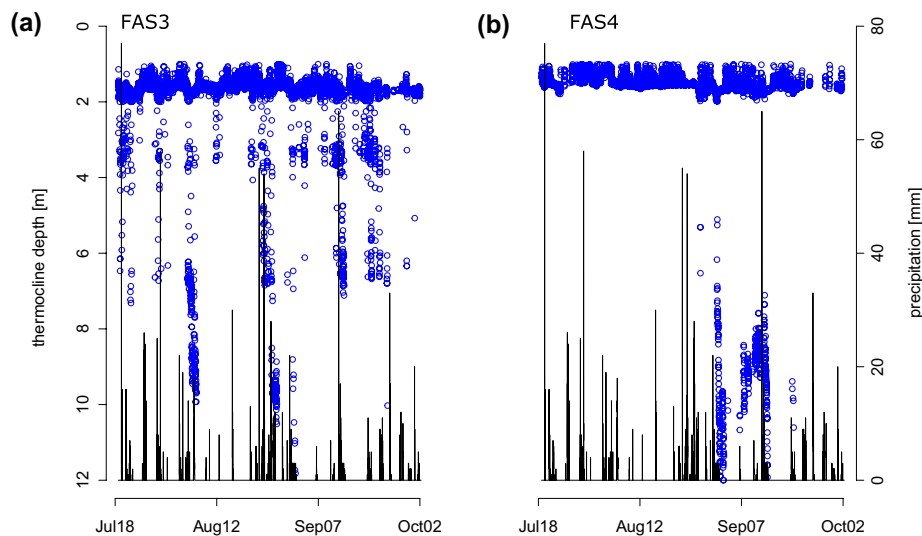 (a) FAS3
(b) FAS4
0
2
4
6
8
10
12
thermocline depth [m]
80
60
40
20
0
precipitation [mm]
Jul18 Aug12 Sep07 Oct02
Jul18 Aug12 Sep07 Oct02